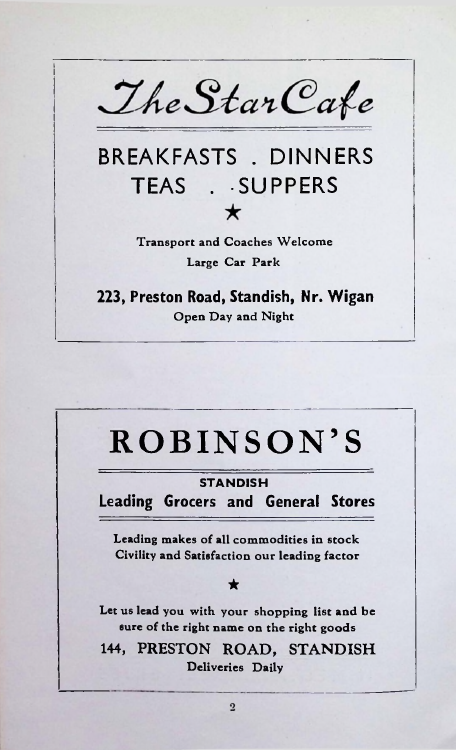 The Star Cafe
BREAKFASTS . DINNERS
TEAS . SUPPERS
Transport and Coaches Welcome
Large Car Park
223, Preston Road, Standish, Nr. Wigan
Open Day and Night
ROBINSON'S
STANDISH
Leading Grocers and General Stores
Leading makes of all commodities in stock
Civility and Satisfaction our leading factor
Let us lead you with your shopping list and be
sure of the right name on the right goods
144, PRESTON ROAD, STANDISH
Deliveries Daily
2